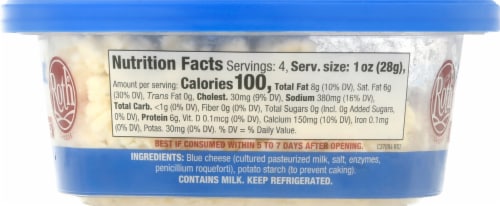 Nutrition Facts Servings: 4, Serv. size: 1 oz (28g),
Amount per serving: Calories 100, Total Fat 8g (10% DV), Sat. Fat 6g
(30% DV), Trans Fat 0g, Cholest. 30mg (9% DV), Sodium 380mg (16% DV),
Total Carb. <1g (0% DV), Fiber 0g (0% DV), Total Sugars 0g (Incl. 0g Added Sugars,
0% DV), Protein 6g, Vit. D 0.1mcg (0% DV), Calcium 150mg (10% DV), Iron 0.1mg
(0% DV), Potas. 30mg (0% DV). % DV = % Daily Value.
BEST IF CONSUMED WITHIN 5 TO 7 DAYS AFTER OPENING.
INGREDIENTS: Blue cheese (cultured pasteurized milk, salt, enzymes,
penicillium roqueforti), potato starch (to prevent caking).
CONTAINS MILK. KEEP REFRIGERATED.
Roth
Roth